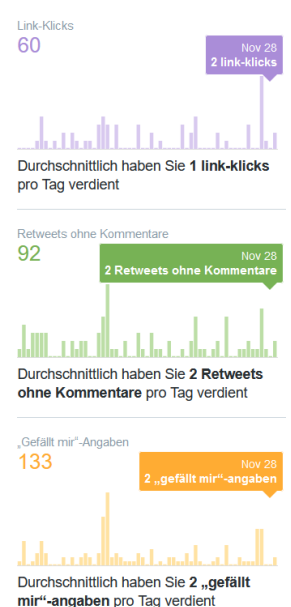 Link-Klicks
60
Nov 28
2 link-klicks
Durchschnittlich haben Sie 1 link-klicks
pro Tag verdient
Retweets ohne Kommentare
92
Nov 28
2 Retweets ohne Kommentare
Durchschnittlich haben Sie 2 Retweets
ohne Kommentare pro Tag verdient
„Gefällt mir“-Angaben
133
Nov 28
2 „gefällt mir“-angaben
Durchschnittlich haben Sie 2 „gefällt
mir“-angaben pro Tag verdient